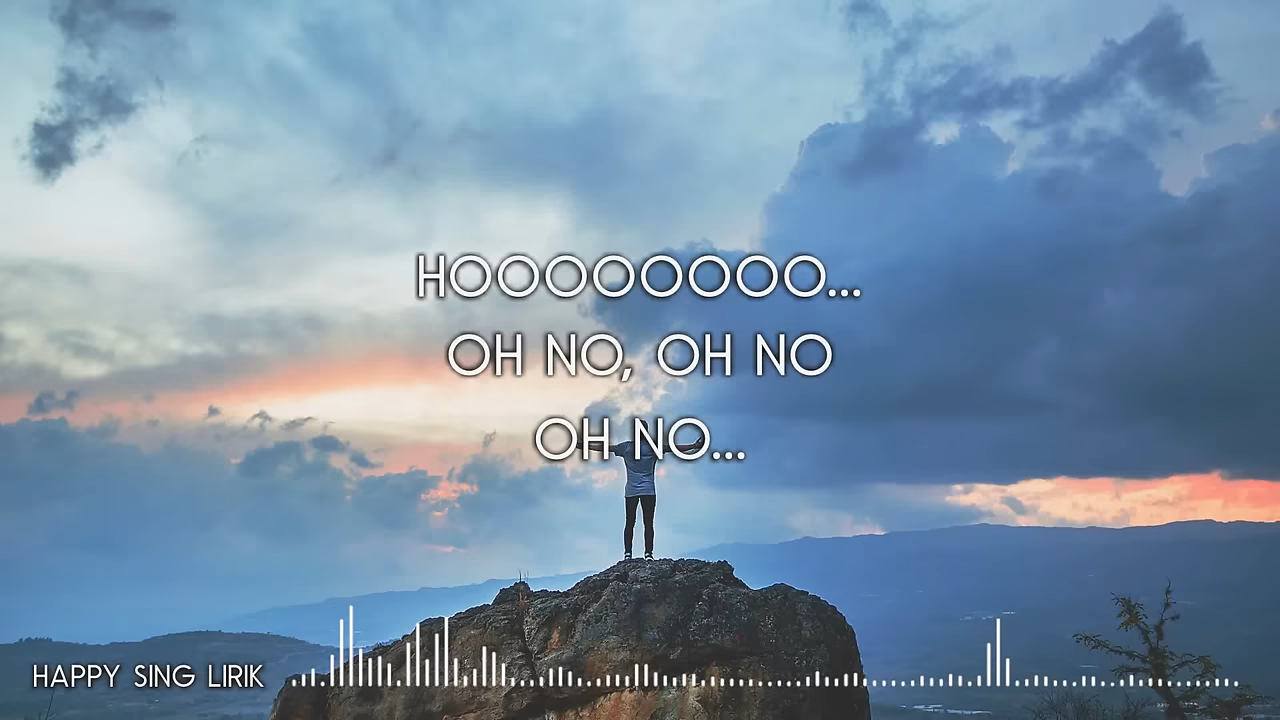 HOOOOOOOO...
OH NO, OH NO
OH NO...
HAPPY SING LIRIK